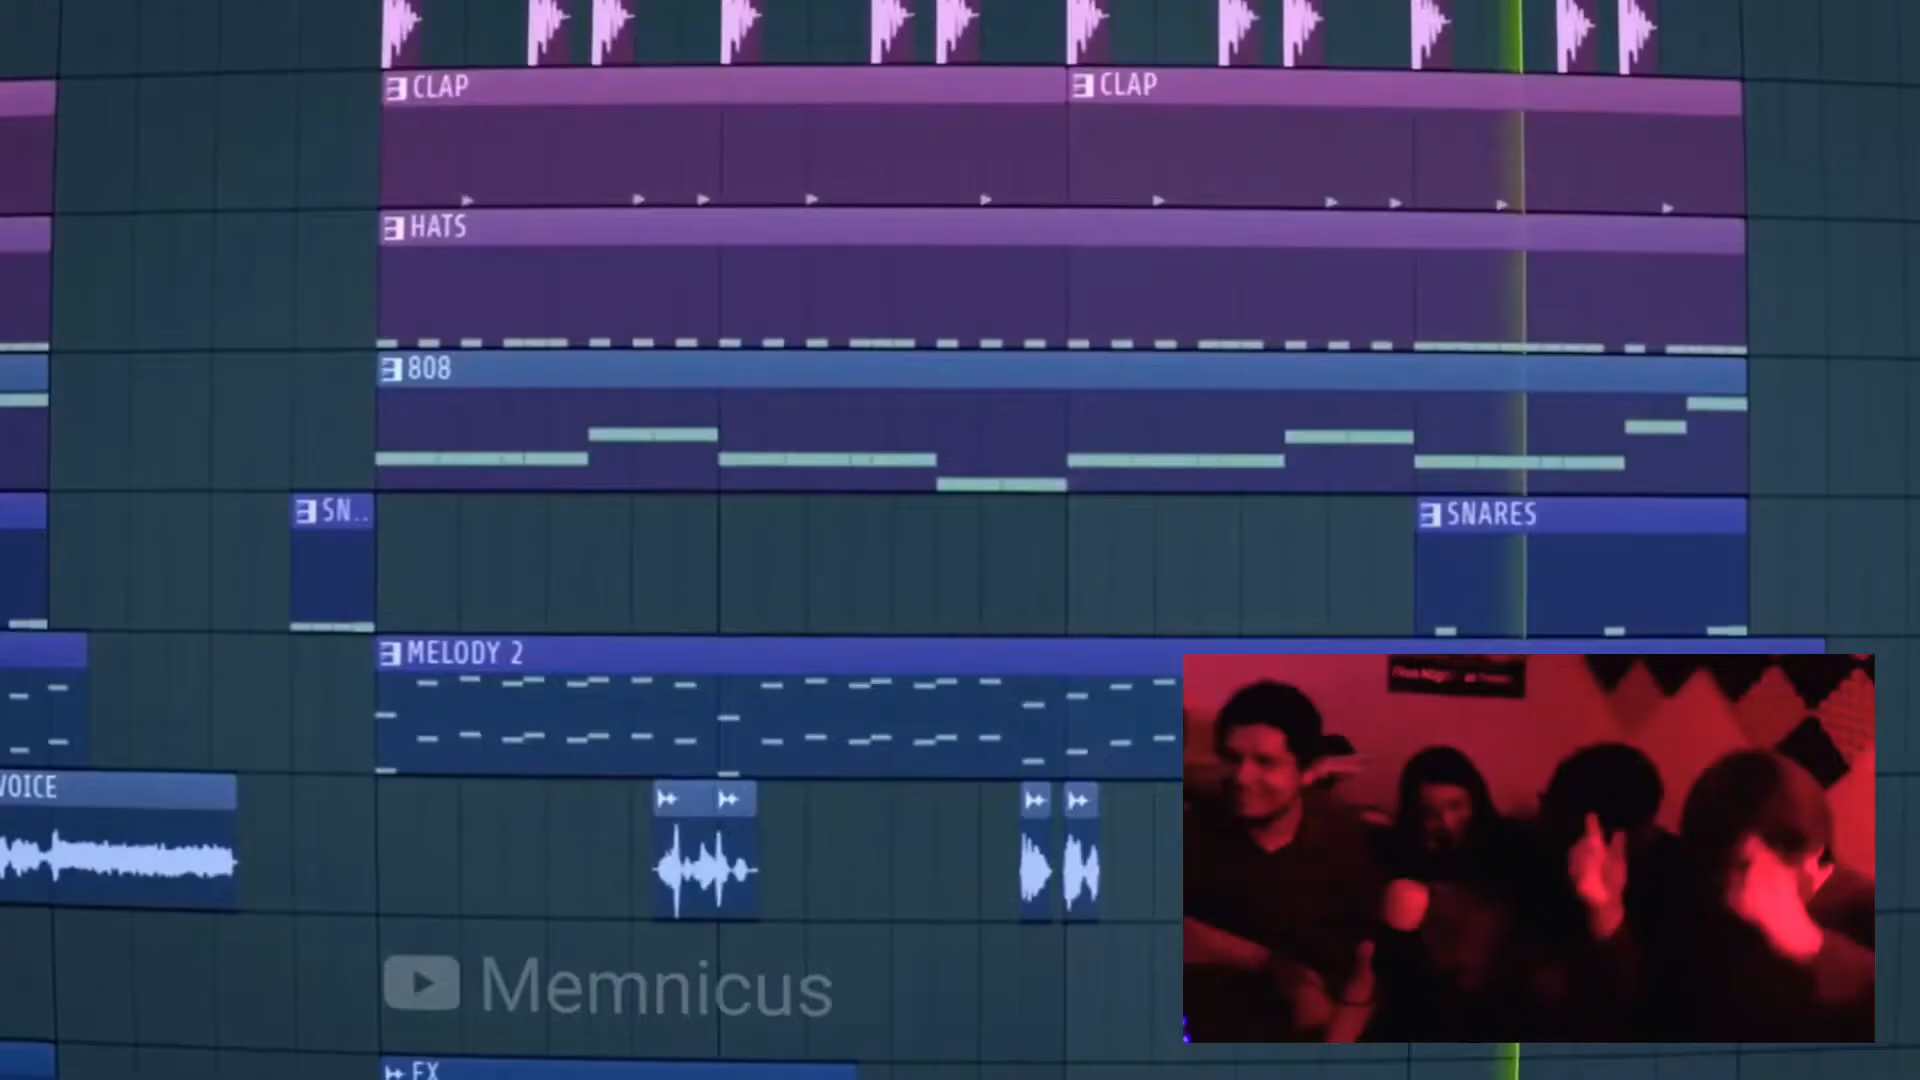 CLAP
CLAP
HATS
808
SN..
SNARES
MELODY 2
VOICE
Memnicus
FX